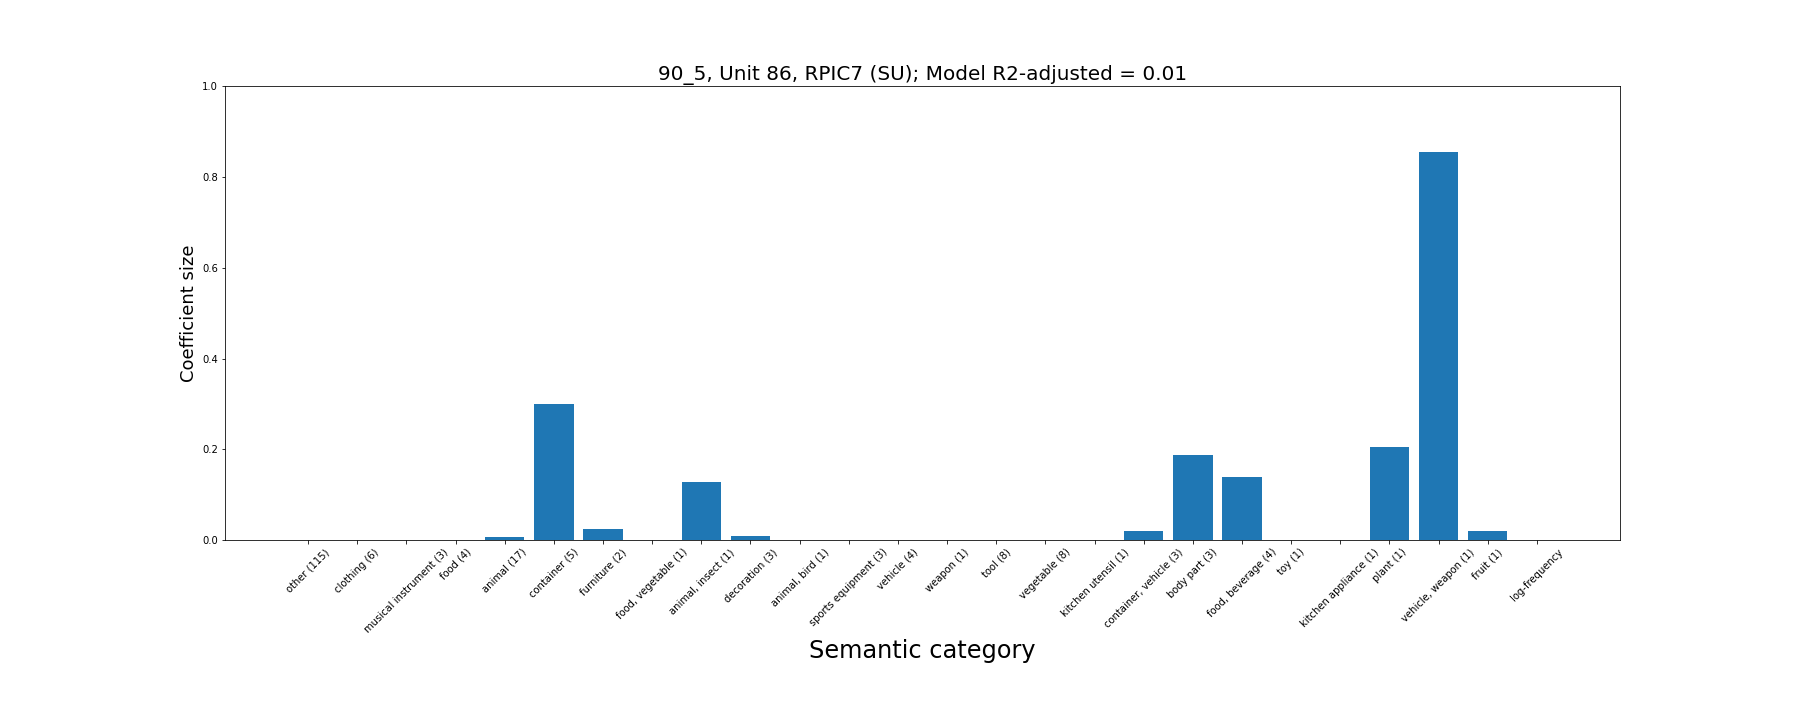 90_5, Unit 86, RPIC7 (SU); Model R2-adjusted = 0.01
1.0
0.8
0.6
0.4
0.2
0.0
Coefficient size
other (115)
clothing (6)
musical instrument (3)
food (4)
animal (17)
container (5)
furniture (2)
food, vegetable (1)
animal, insect (1)
decoration (3)
animal, bird (1)
sports equipment (3)
vehicle (4)
weapon (1)
tool (8)
vegetable (8)
kitchen utensil (1)
container, vehicle (3)
body part (3)
food, beverage (4)
toy (1)
kitchen appliance (1)
plant (1)
vehicle, weapon (1)
fruit (1)
log-frequency
Semantic category